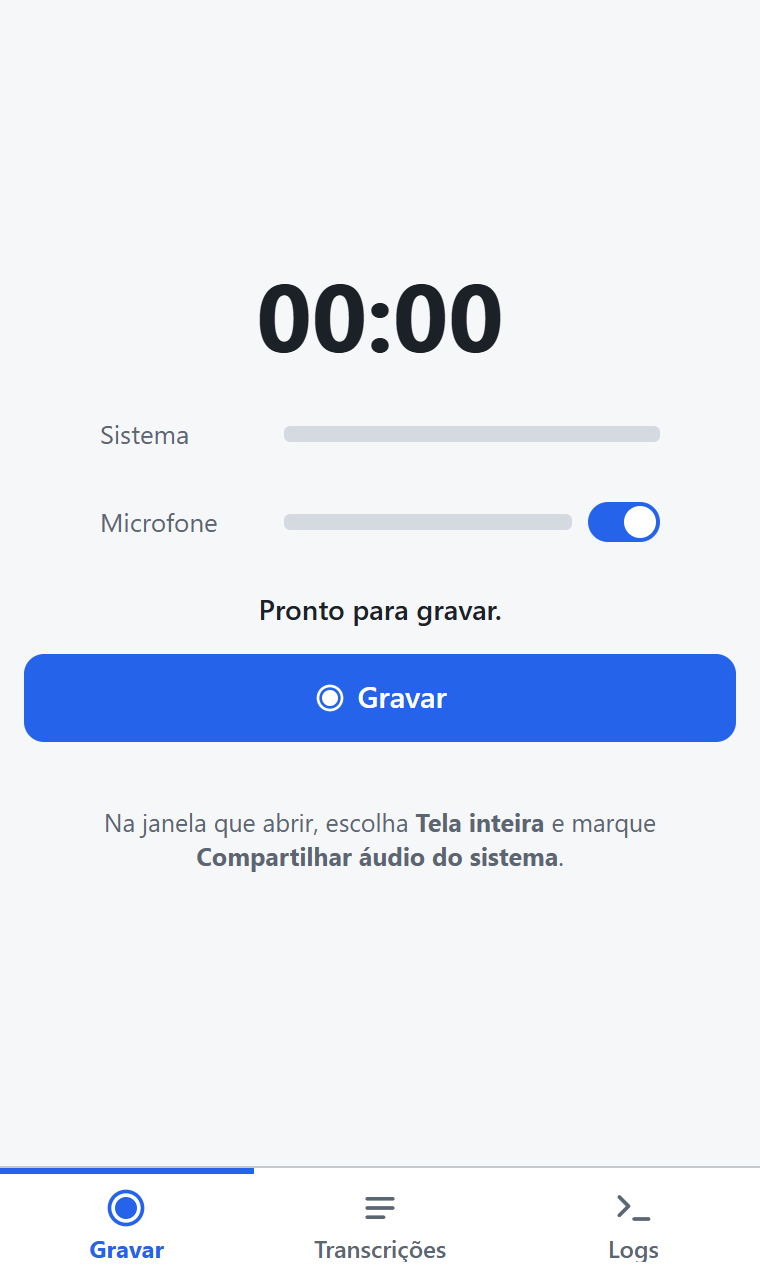 00:00
Sistema
Microfone
Pronto para gravar.
Gravar
Na janela que abrir, escolha Tela inteira e marque
Compartilhar áudio do sistema.
Gravar
Transcrições
Logs